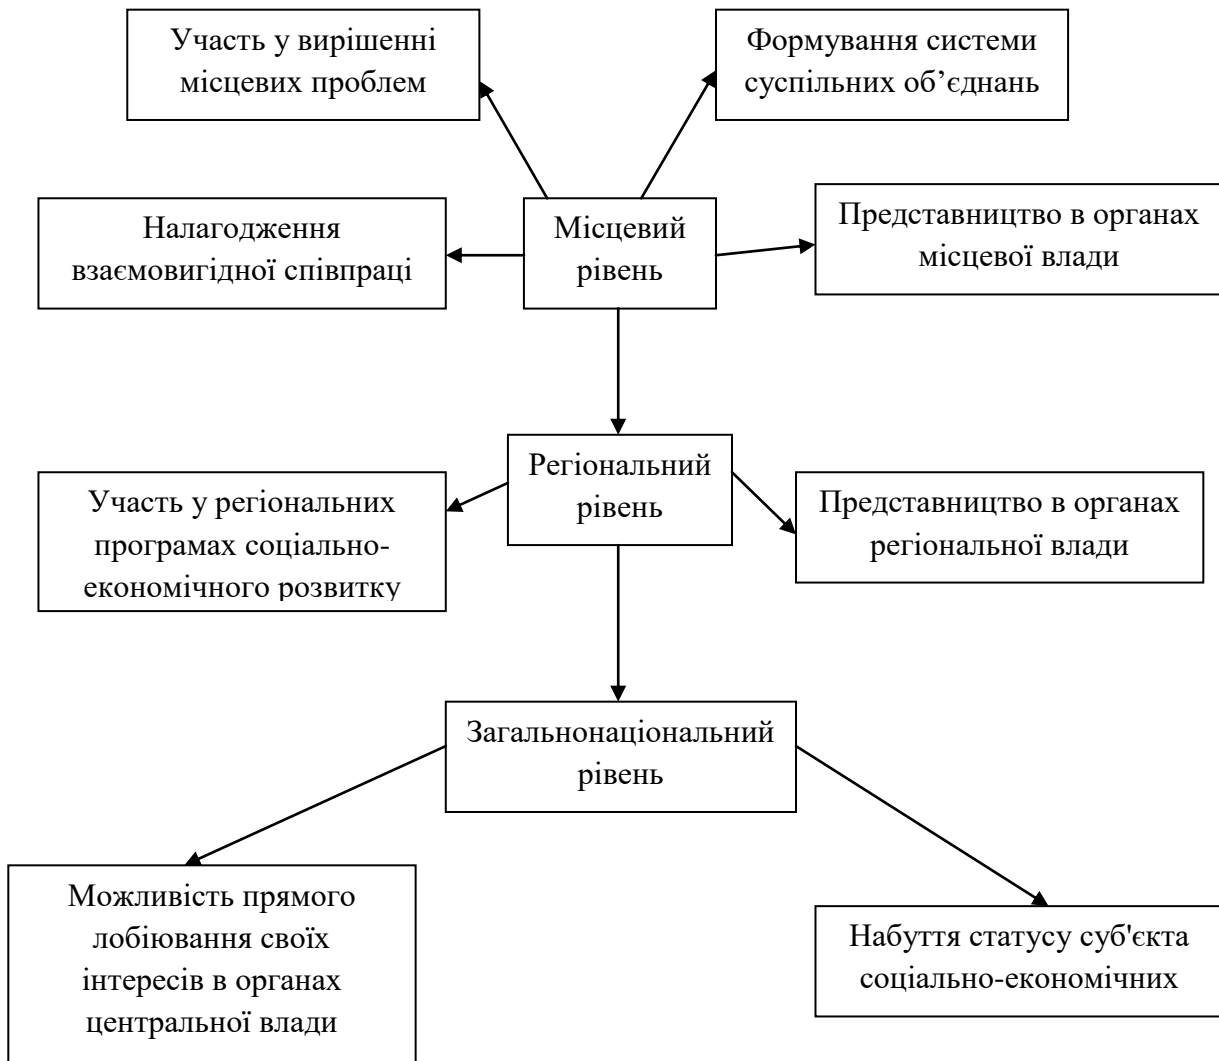 Участь у вирішенні
місцевих проблем
Формування системи
суспільних об’єднань
Налагодження
взаємовигідної співпраці
Місцевий
рівень
Представництво в органах
місцевої влади
Участь у регіональних
програмах соціально-
економічного розвитку
Регіональний
рівень
Представництво в органах
регіональної влади
Загальнонаціональний
рівень
Можливість прямого
лобіювання своїх
інтересів в органах
центральної влади
Набуття статусу суб'єкта
соціально-економічних